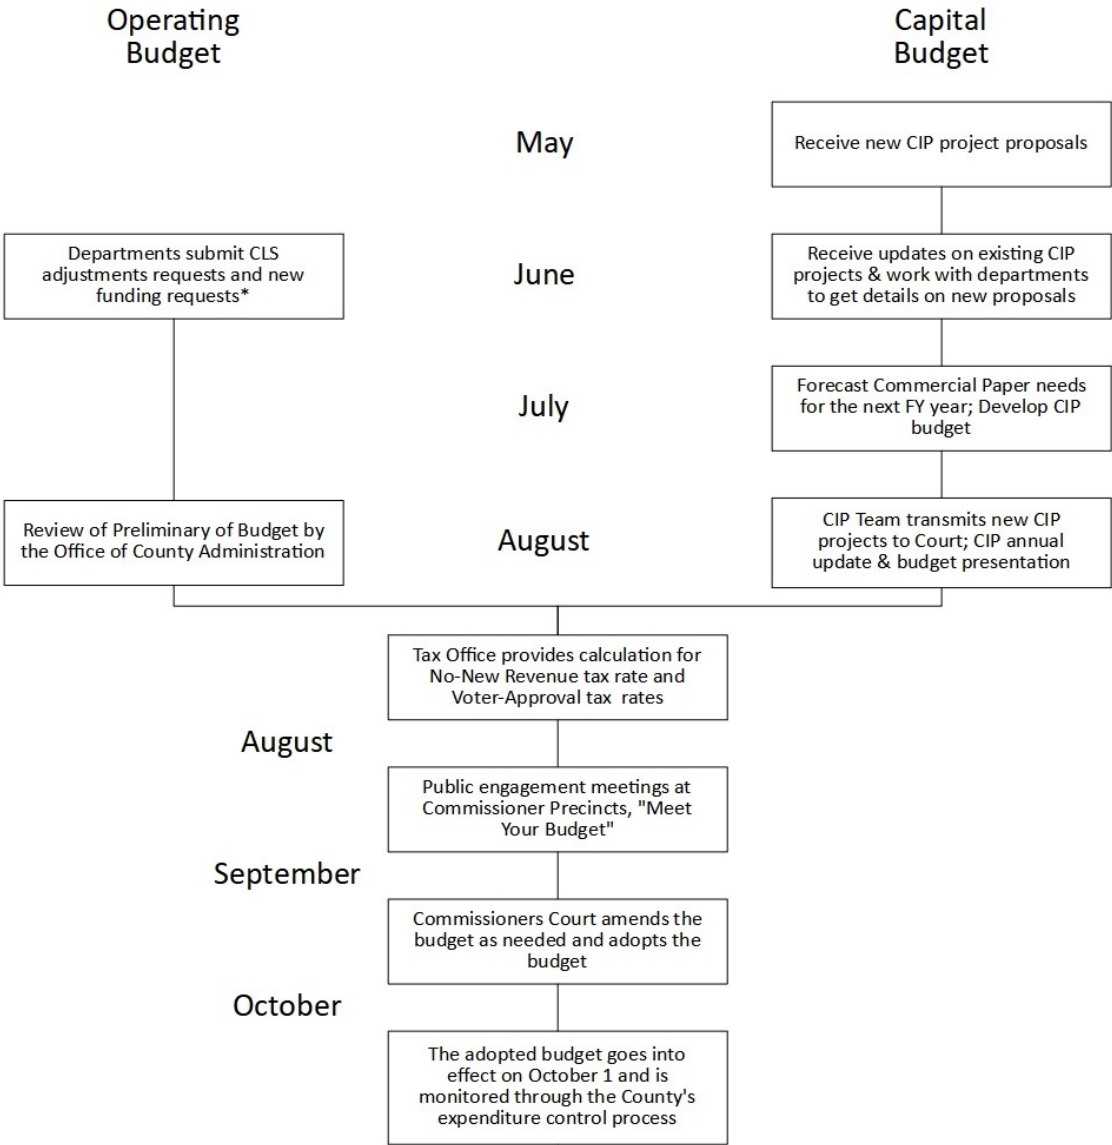 Operating
Budget
Capital
Budget
May
Receive new CIP project proposals
Departments submit CLS
adjustments requests and new
funding requests*
June
Receive updates on existing CIP
projects & work with departments
to get details on new proposals
July
Forecast Commercial Paper needs
for the next FY year; Develop CIP
budget
Review of Preliminary of Budget by
the Office of County Administration
August
CIP Team transmits new CIP
projects to Court; CIP annual
update & budget presentation
Tax Office provides calculation for
No-New Revenue tax rate and
Voter-Approval tax  rates
August
Public engagement meetings at
Commissioner Precincts, "Meet
Your Budget"
September
Commissioners Court amends the
budget as needed and adopts the
budget
October
The adopted budget goes into
effect on October 1 and is
monitored through the County's
expenditure control process